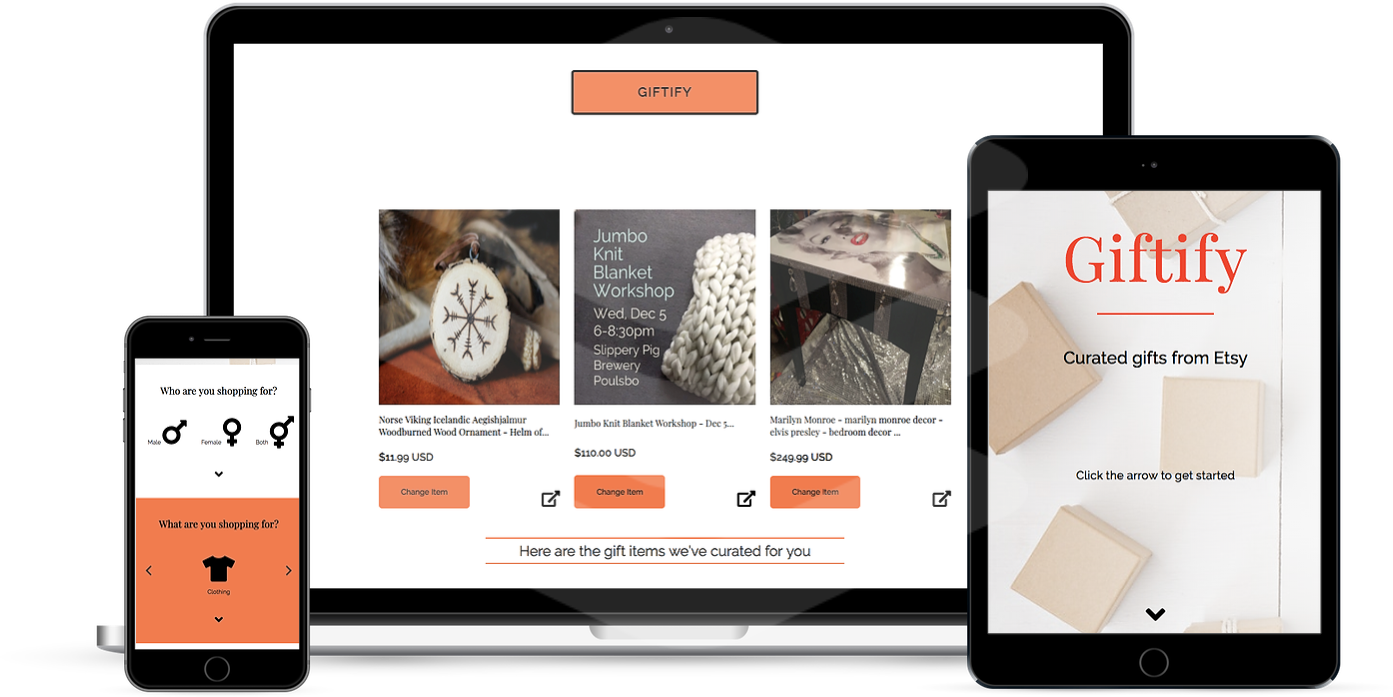 GIFTIFY
Jumbo
Knit
Blanket
Workshop
Wed, Dec 5
6-8:30pm
Slippery Pig
Brewery
Poulsbo
Norse Viking Icelandic Aegishjalmur
Woodburned Wood Ornament - Helm of...
$11.99 USD
Change Item
Jumbo Knit Blanket Workshop - Dec 5...
$110.00 USD
Change Item
Marilyn Monroe - marilyn monroe decor -
elvis presley - bedroom decor ...
$249.99 USD
Change Item
Here are the gift items we've curated for you
Who are you shopping for?
Male
Female
Both
What are you shopping for?
Clothing
Giftify
Curated gifts from Etsy
Click the arrow to get started